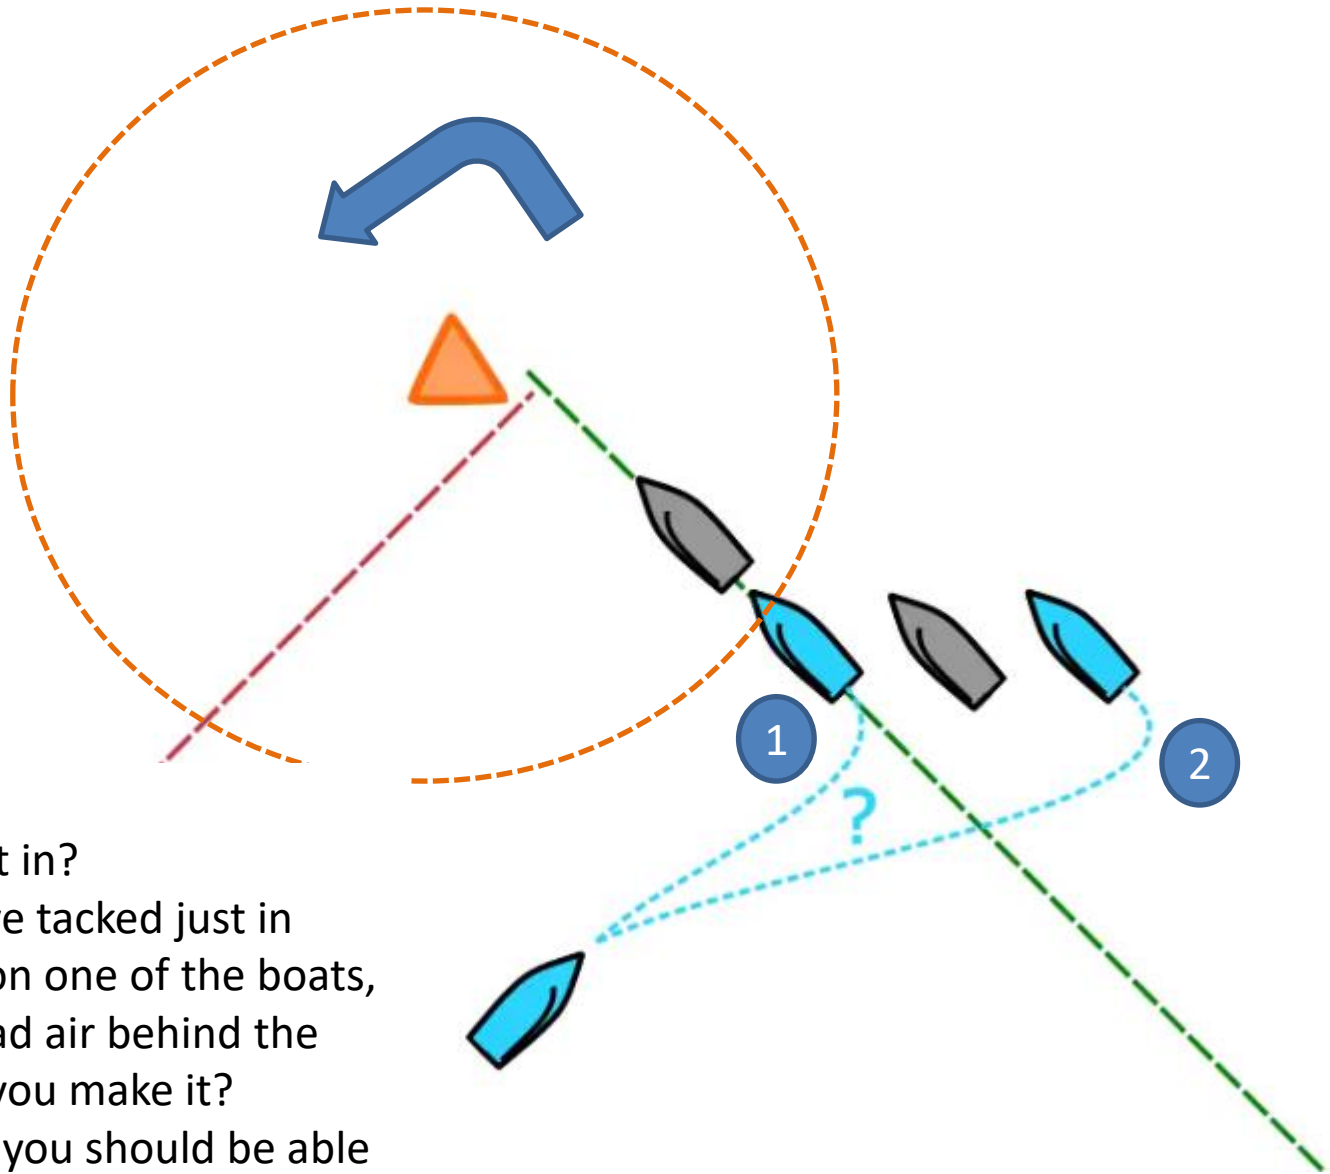 1
2
?
t in?
e tacked just in
on one of the boats,
ad air behind the
you make it?
you should be able